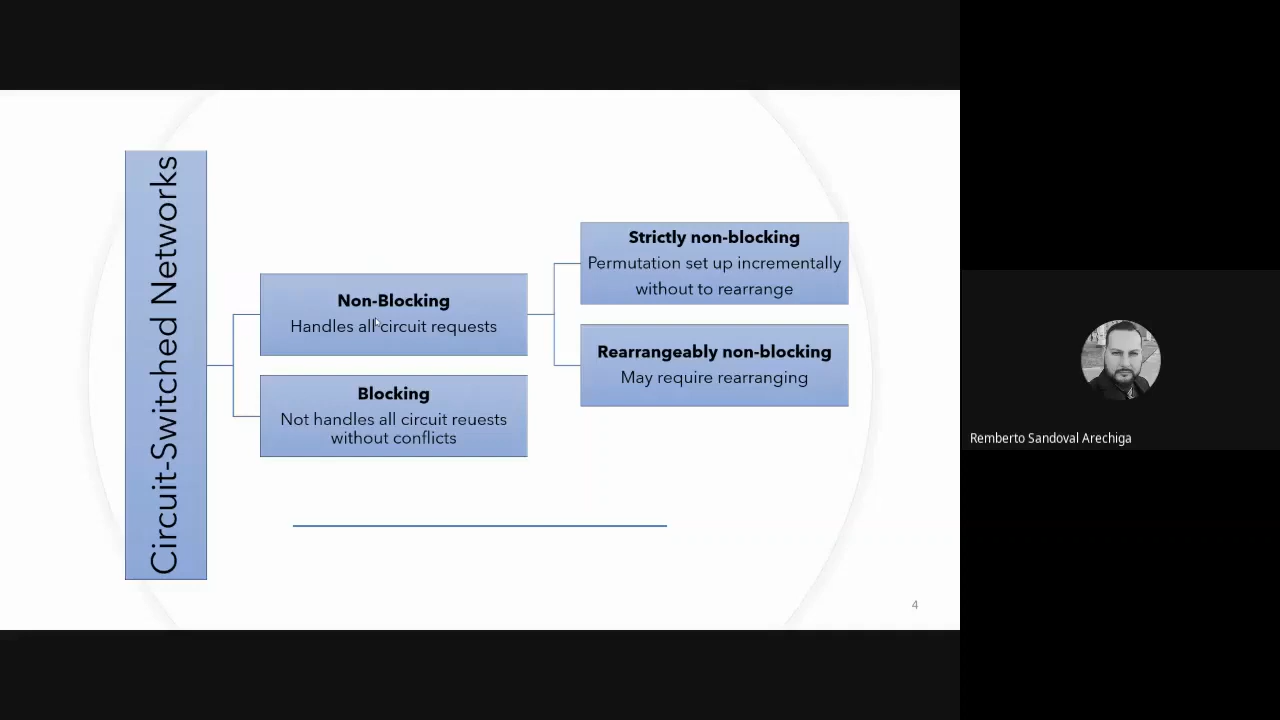 Circuit-Switched Networks
Non-Blocking
Handles all circuit requests
Blocking
Not handles all circuit reuests
without conflicts
Strictly non-blocking
Permutation set up incrementally
without to rearrange
Rearrangeably non-blocking
May require rearranging
4
Remberto Sandoval Arechiga